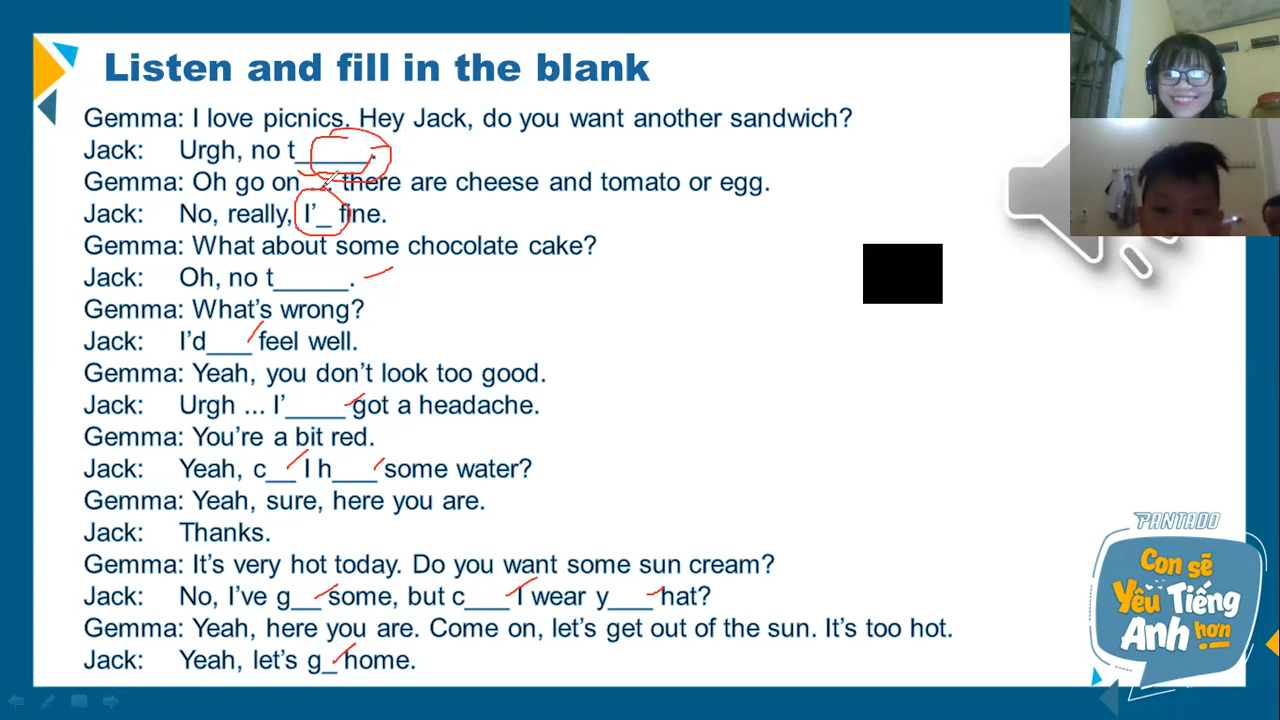 Listen and fill in the blank
Gemma: I love picnics. Hey Jack, do you want another sandwich?
Jack: Urgh, no t_____.
Gemma: Oh go on ... there are cheese and tomato or egg.
Jack: No, really, I'_ fine.
Gemma: What about some chocolate cake?
Jack: Oh, no t_____.
Gemma: What's wrong?
Jack: I'd___ feel well.
Gemma: Yeah, you don't look too good.
Jack: Urgh ... I'____ got a headache.
Gemma: You're a bit red.
Jack: Yeah, c__ I h___ some water?
Gemma: Yeah, sure, here you are.
Jack: Thanks.
Gemma: It's very hot today. Do you want some sun cream?
Jack: No, I've g__ some, but c___ I wear y___ hat?
Gemma: Yeah, here you are. Come on, let's get out of the sun. It's too hot.
Jack: Yeah, let's g_ home.
PANTADO
Con sẽ
Yêu Tiếng
Anh hơn